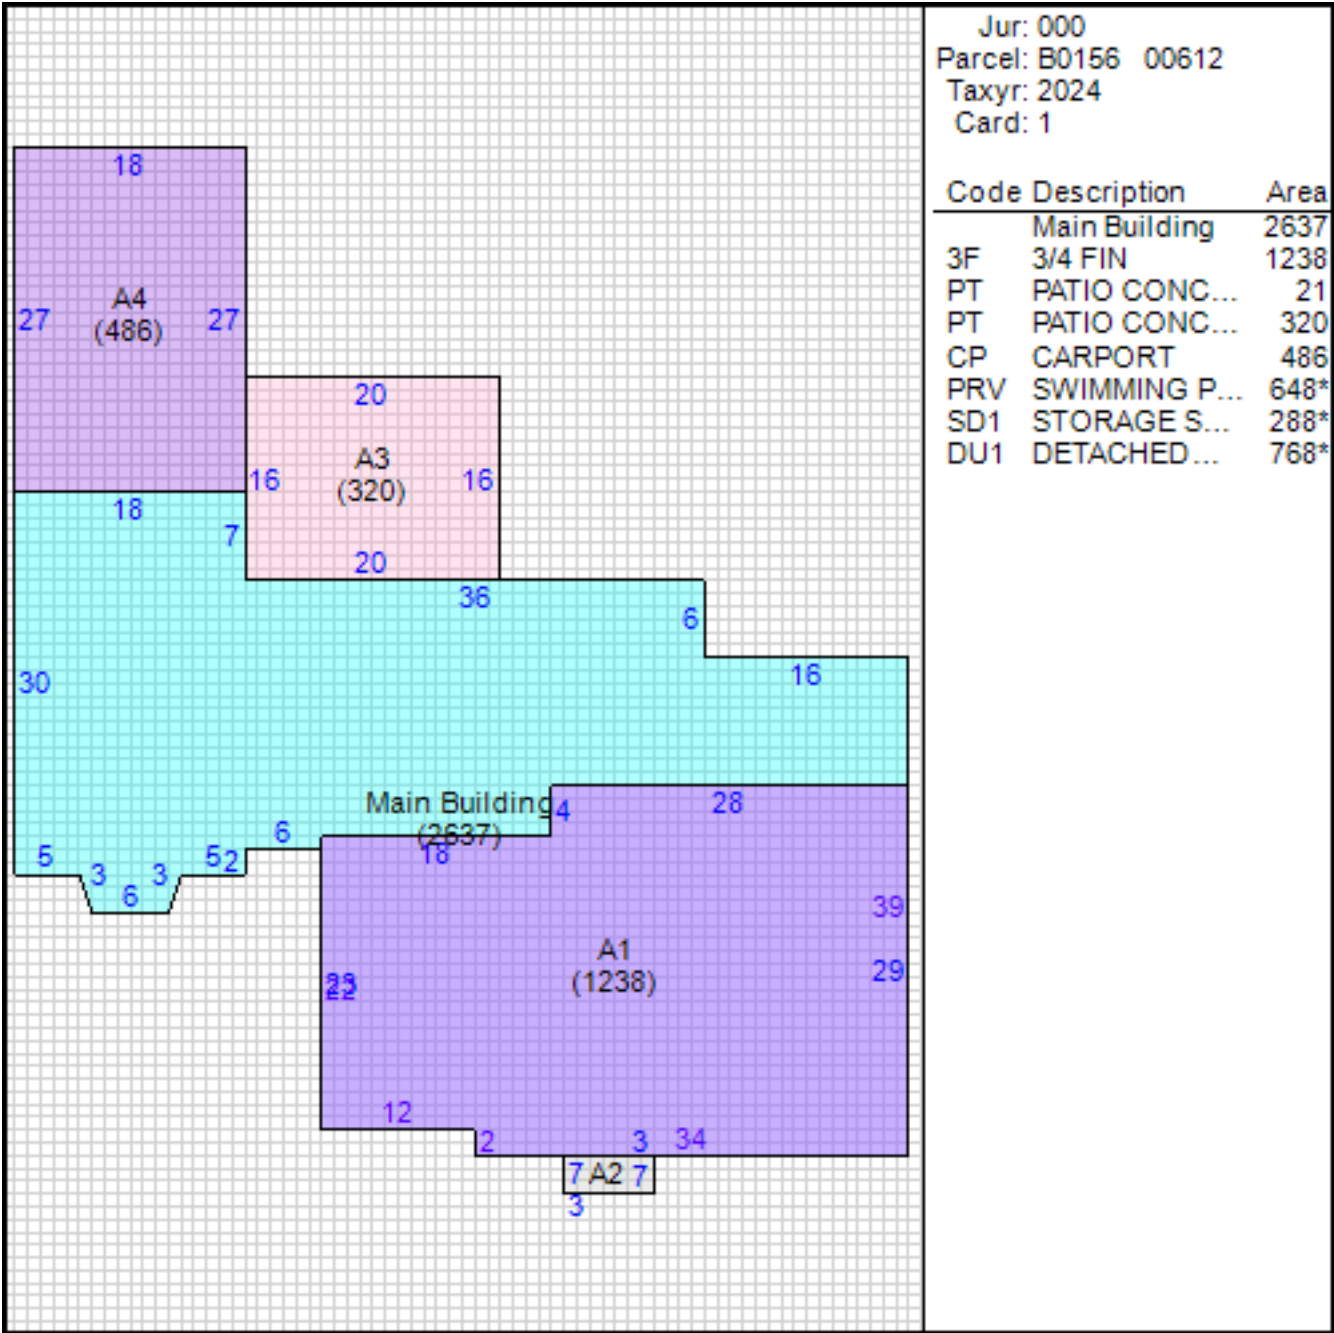 Jur: 000
Parcel: B0156 00612
Taxyr: 2024
Card: 1
Code Description Area
Main Building 2637
3F 3/4 FIN 1238
PT PATIO CONC... 21
PT PATIO CONC... 320
CP CARPORT 486
PRV SWIMMING P... 648*
SD1 STORAGE S... 288*
DU1 DETACHED... 768*
18
A4
(486)
27 27
20
A3
(320)
16 16
18
7
20
36
6
30
16
Main Building
(2637)
4
28
6
18
5
3
3
5
2
6
39
A1
(1238)
29
12
2
3
34
7
A2
7
3